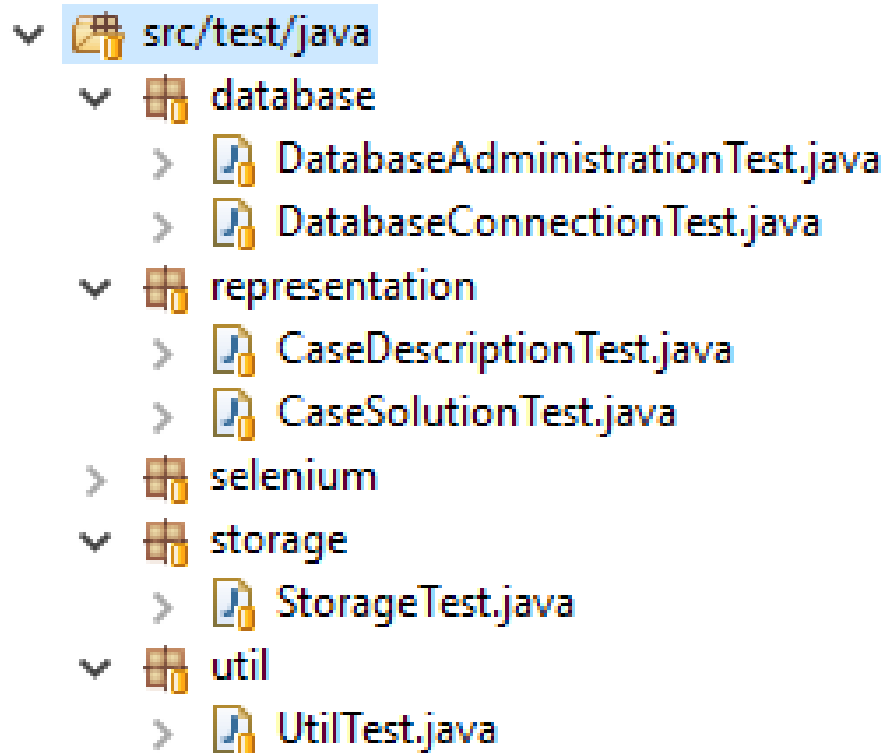 src/test/java
database
DatabaseAdministrationTest.java
DatabaseConnectionTest.java
representation
CaseDescriptionTest.java
CaseSolutionTest.java
selenium
storage
StorageTest.java
util
UtilTest.java